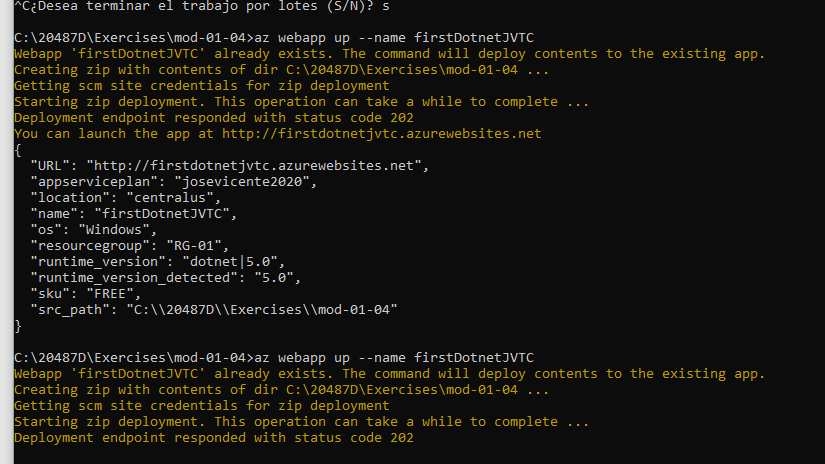 ^C¿Desea terminar el trabajo por lotes (S/N)? s
C:\20487D\Exercises\mod-01-04>az webapp up --name firstDotnetJVTC
Webapp 'firstDotnetJVTC' already exists. The command will deploy contents to the existing app.
Creating zip with contents of dir C:\20487D\Exercises\mod-01-04 ...
Getting scm site credentials for zip deployment
Starting zip deployment. This operation can take a while to complete ...
Deployment endpoint responded with status code 202
You can launch the app at http://firstdotnetjvtc.azurewebsites.net
{
  "URL": "http://firstdotnetjvtc.azurewebsites.net",
  "appserviceplan": "josevicente2020",
  "location": "centralus",
  "name": "firstDotnetJVTC",
  "os": "Windows",
  "resourcegroup": "RG-01",
  "runtime_version": "dotnet|5.0",
  "runtime_version_detected": "5.0",
  "sku": "FREE",
  "src_path": "C:\\20487D\\Exercises\\mod-01-04"
}
C:\20487D\Exercises\mod-01-04>az webapp up --name firstDotnetJVTC
Webapp 'firstDotnetJVTC' already exists. The command will deploy contents to the existing app.
Creating zip with contents of dir C:\20487D\Exercises\mod-01-04 ...
Getting scm site credentials for zip deployment
Starting zip deployment. This operation can take a while to complete ...
Deployment endpoint responded with status code 202